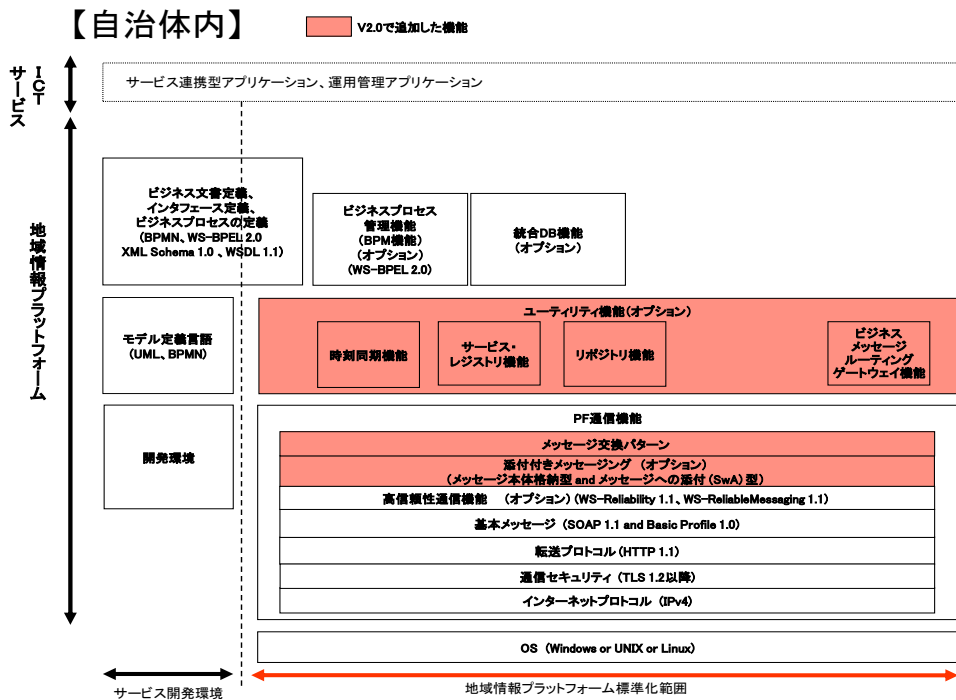 【自治体内】
V2.0で追加した機能
ICT
サービス
サービス連携型アプリケーション、運用管理アプリケーション
地域情報プラットフォーム
ビジネス文書定義、
インタフェース定義、
ビジネスプロセスの定義
(BPMN、WS-BPEL 2.0
XML Schema 1.0 、WSDL 1.1)
ビジネスプロセス
管理機能
(BPM機能)
(オプション)
(WS-BPEL 2.0)
統合DB機能
(オプション)
モデル定義言語
(UML、BPMN)
ユーティリティ機能(オプション)
時刻同期機能
サービス・
レジストリ機能
リポジトリ機能
ビジネス
メッセージ
ルーティング
ゲートウェイ機能
開発環境
PF通信機能
メッセージ交換パターン
添付付きメッセージング (オプション)
(メッセージ本体格納型 and メッセージへの添付(SwA)型)
高信頼性通信機能 (オプション)(WS-Reliability 1.1、WS-ReliableMessaging 1.1)
基本メッセージ (SOAP 1.1 and Basic Profile 1.0)
転送プロトコル(HTTP 1.1)
通信セキュリティ (TLS 1.2以降)
インターネットプロトコル (IPv4)
OS (Windows or UNIX or Linux)
サービス開発環境
地域情報プラットフォーム標準化範囲